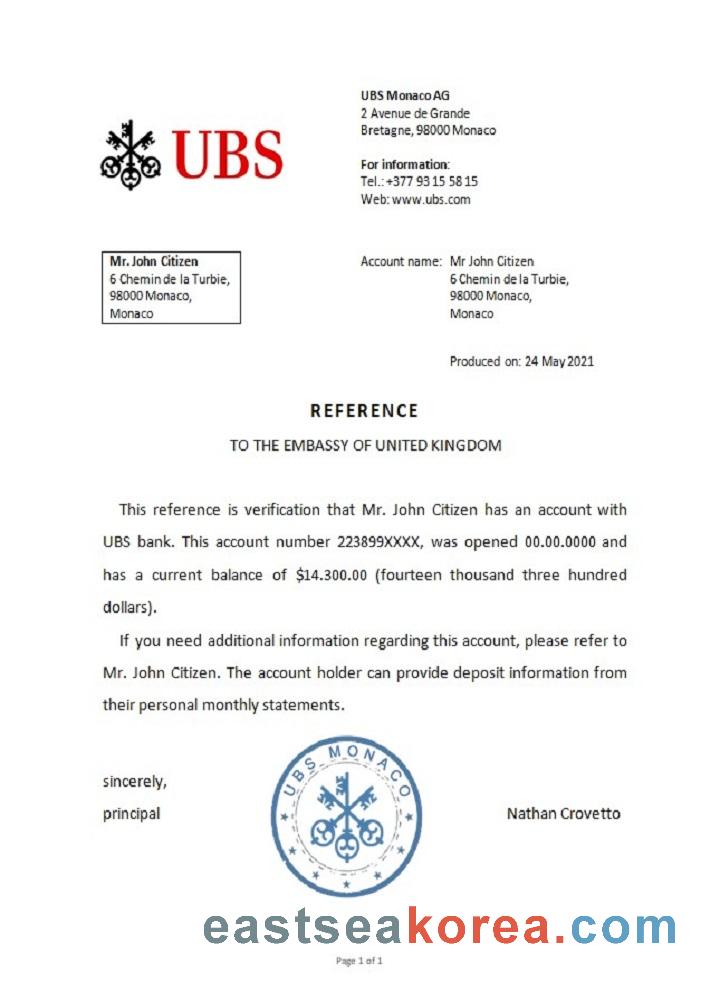 UBS Monaco AG
2 Avenue de Grande
Bretagne, 98000 Monaco
UBS
For information:
Tel.: +377 93 15 58 15
Web: www.ubs.com
Mr. John Citizen
6 Chemin de la Turbie,
98000 Monaco,
Monaco
Account name: Mr John Citizen
6 Chemin de la Turbie,
98000 Monaco,
Monaco
Produced on: 24 May 2021
REFERENCE
TO THE EMBASSY OF UNITED KINGDOM
This reference is verification that Mr. John Citizen has an account with
UBS bank. This account number 223899XXXX, was opened 00.00.0000 and
has a current balance of $14.300.00 (fourteen thousand three hundred
dollars).
If you need additional information regarding this account, please refer to
Mr. John Citizen. The account holder can provide deposit information from
their personal monthly statements.
sincerely,
principal
UBS MONACO
Nathan Crovetto
eastseakorea.com
Page 1 of 1